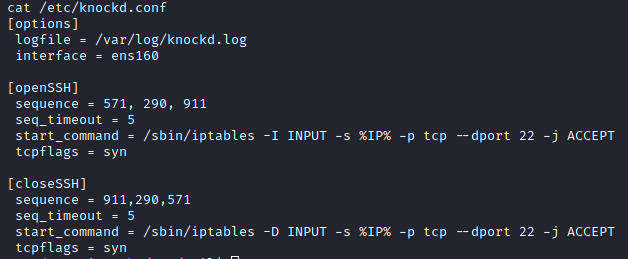 cat /etc/knockd.conf
[options]
logfile = /var/log/knockd.log
interface = ens160
[openSSH]
sequence = 571, 290, 911
seq_timeout = 5
start_command = /sbin/iptables -I INPUT -s %IP% -p tcp --dport 22 -j ACCEPT
tcpflags = syn
[closeSSH]
sequence = 911,290,571
seq_timeout = 5
start_command = /sbin/iptables -D INPUT -s %IP% -p tcp --dport 22 -j ACCEPT
tcpflags = syn